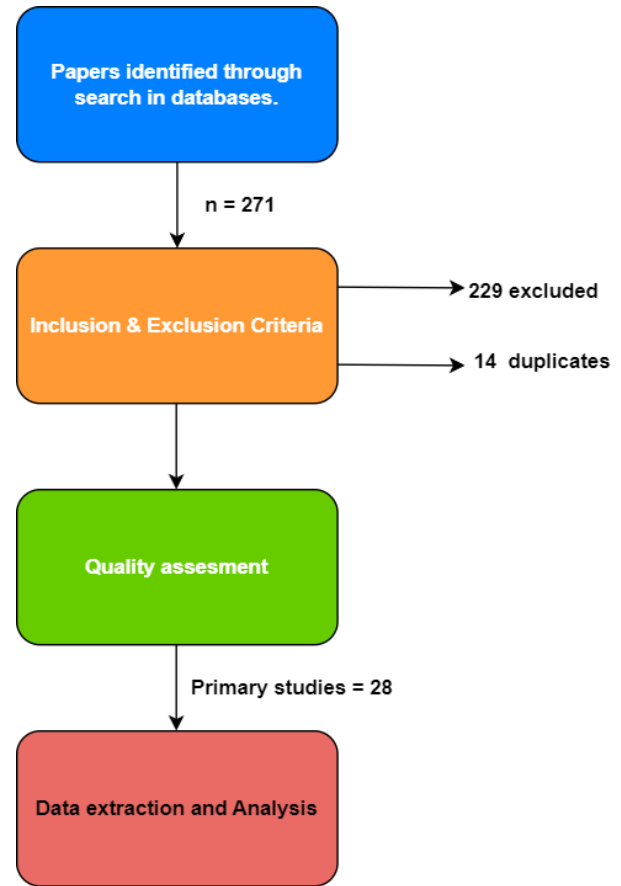 Papers identified through
search in databases.
n = 271
Inclusion & Exclusion Criteria
229 excluded
14 duplicates
Quality assesment
Primary studies = 28
Data extraction and Analysis